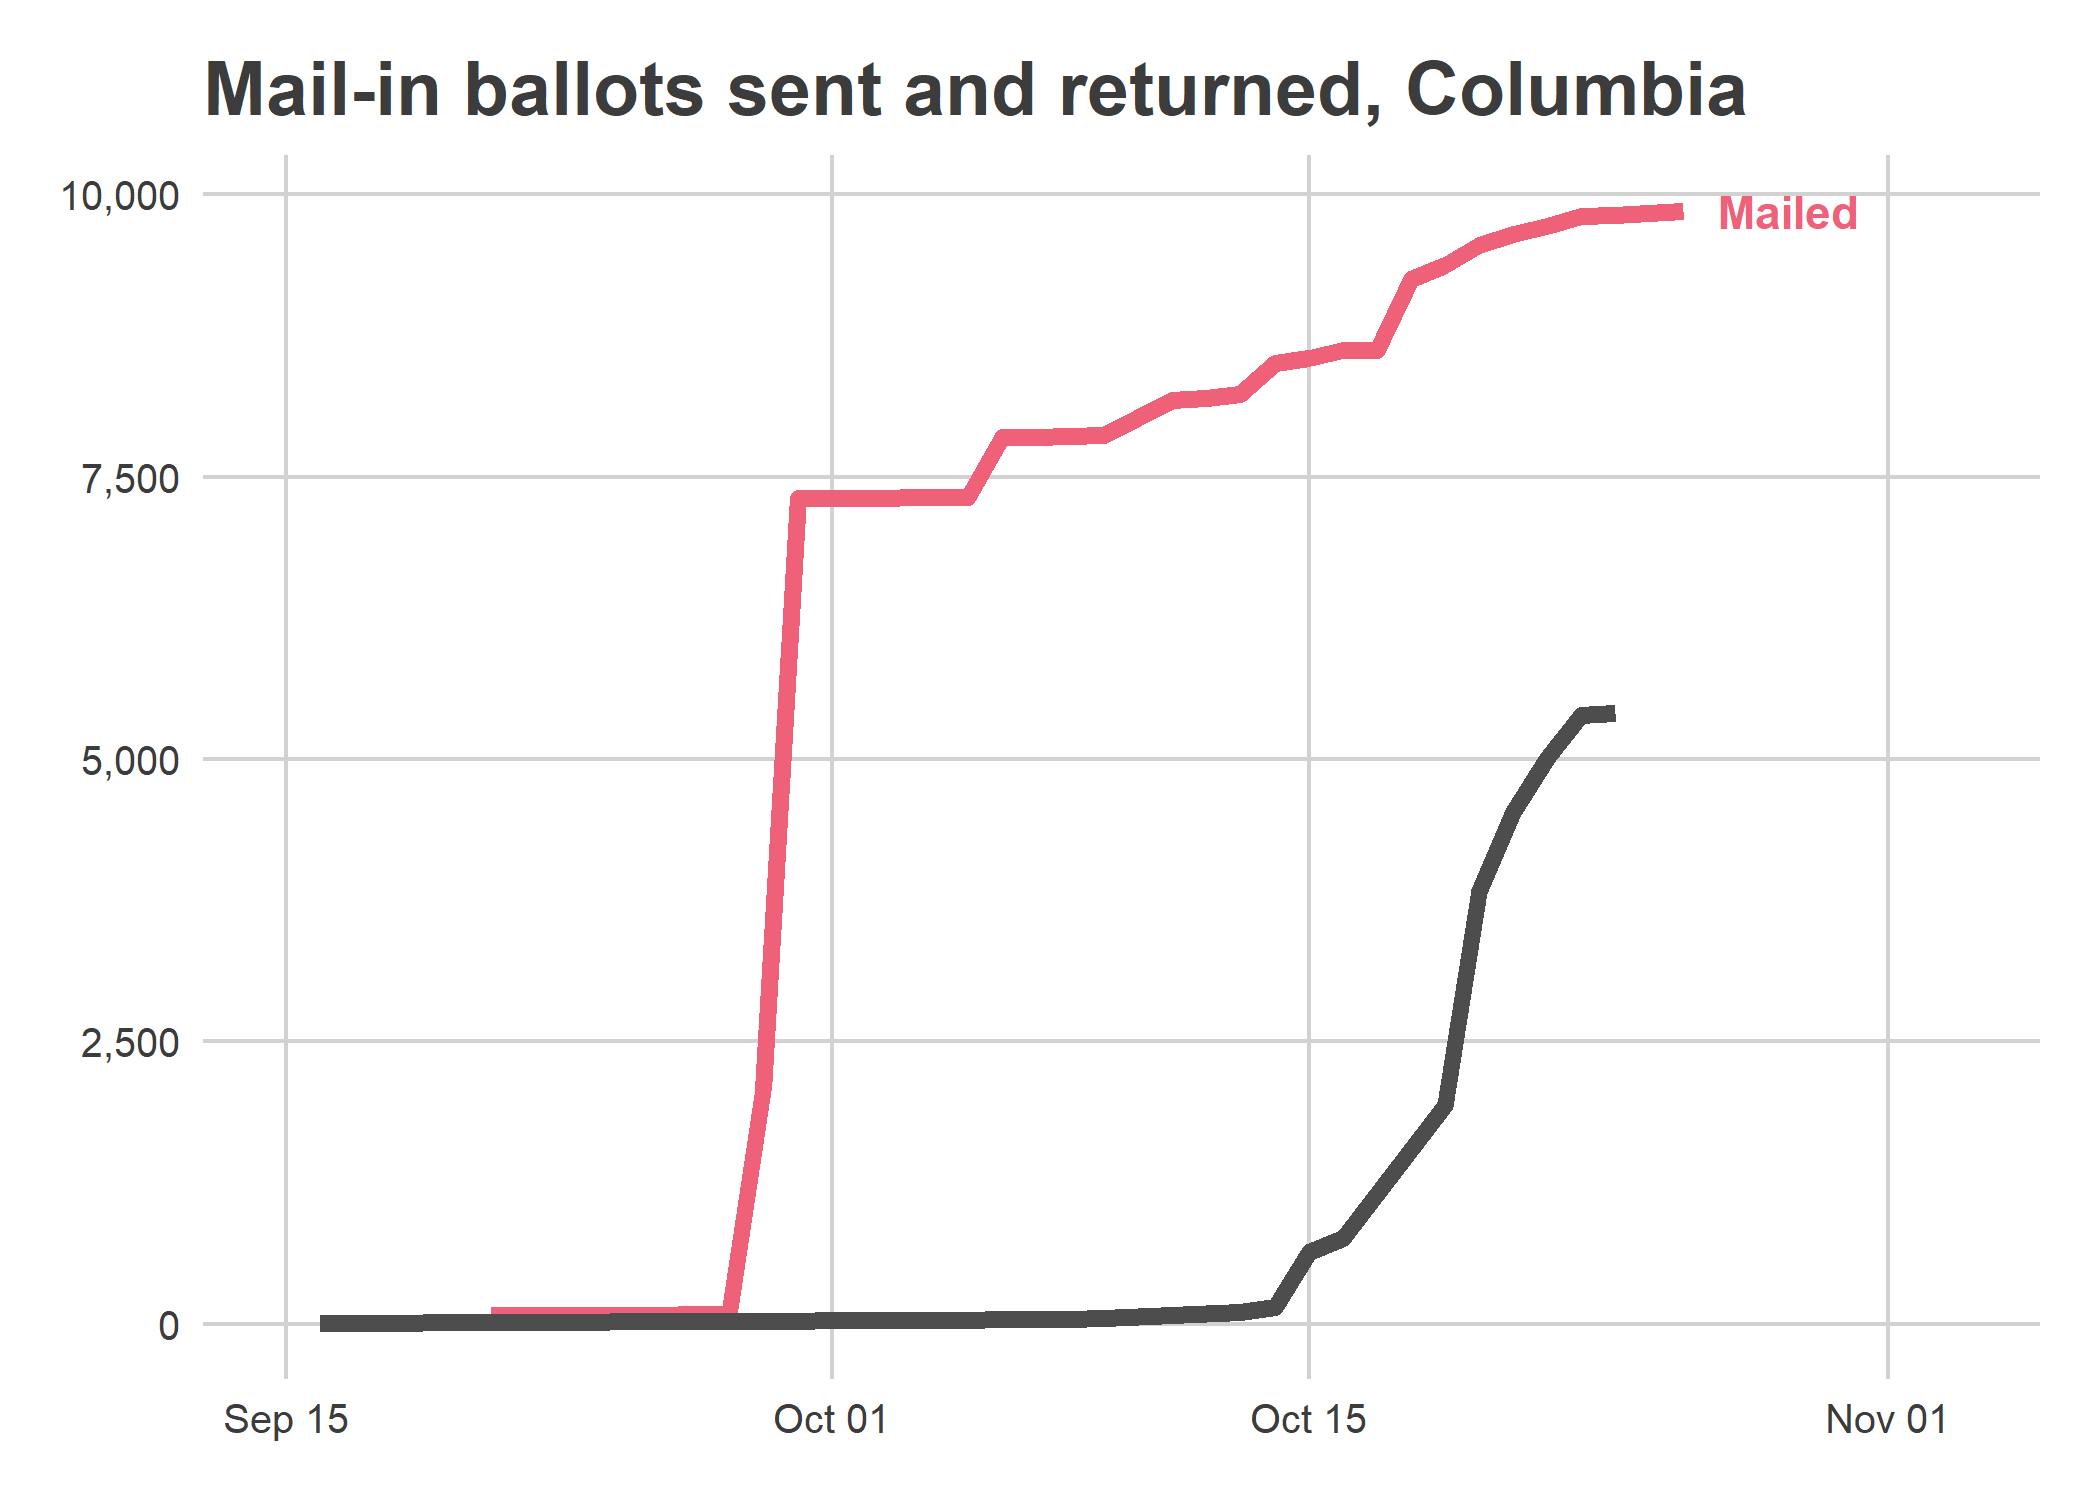 Mail-in ballots sent and returned, Columbia
10,000
Mailed
7,500
5,000
2,500
0
Sep 15
Oct 01
Oct 15
Nov 01